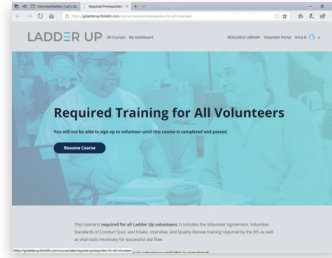 LADDER UP All Courses My Dashboard RESOURCE LIBRARY Volunteer Portal Anna B
Required Training for All Volunteers
You will not be able to sign up to volunteer until this course is completed and passed.
Resume Course
This course is required for all Ladder Up volunteers. It includes the Volunteer Agreement, Volunteer
Standards of Conduct Quiz, and Intake, Interview, and Quality Review training required by the IRS as well
as vital tools necessary for successful site flow.